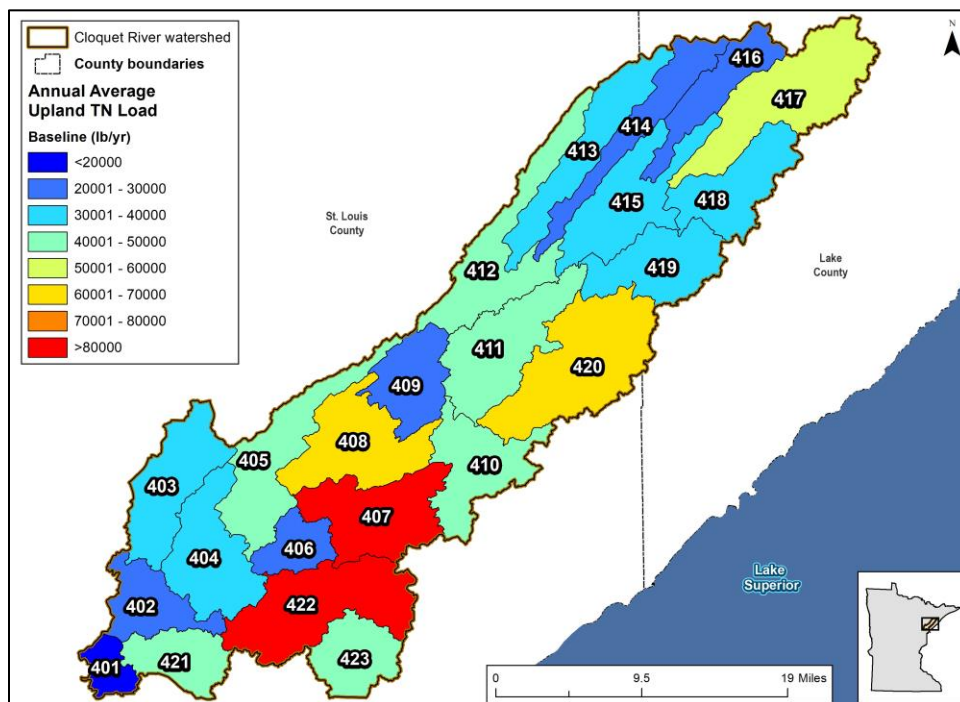 Cloquet River watershed
County boundaries
Annual Average
Upland TN Load
Baseline (lb/yr)
<20000
20001 - 30000
30001 - 40000
40001 - 50000
50001 - 60000
60001 - 70000
70001 - 80000
>80000
N
416
417
414
413
415
418
St. Louis
County
412
419
Lake
County
411
420
409
408
405
410
403
407
406
404
Lake
Superior
402
422
401
421
423
0
9.5
19 Miles